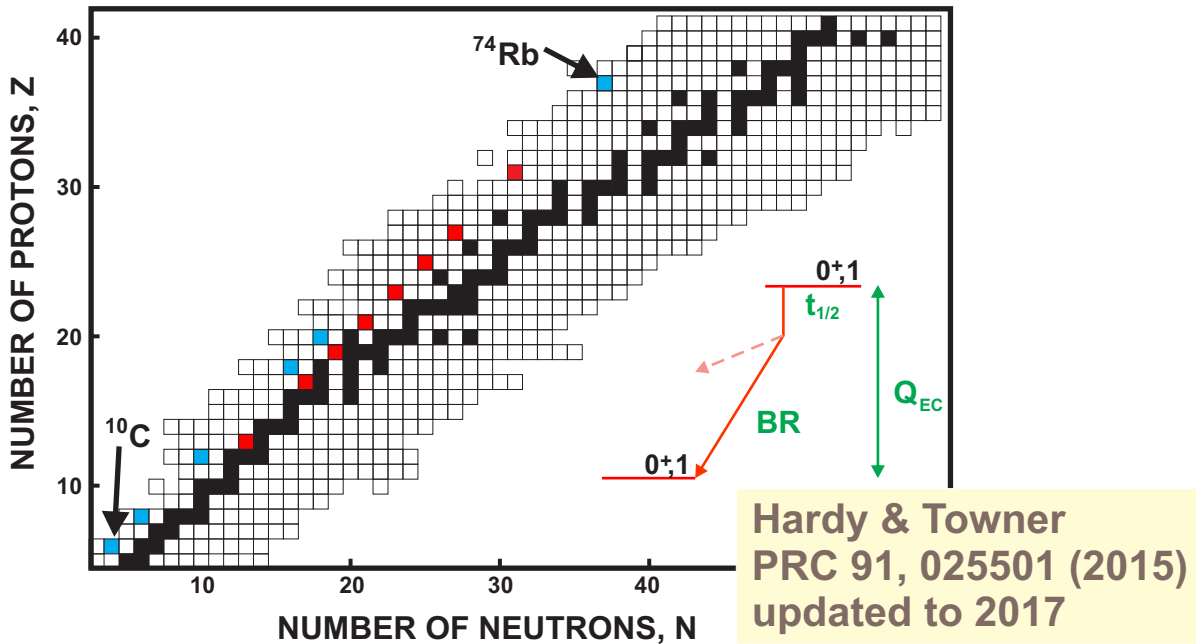 NUMBER OF PROTONS, Z
40
30
20
10
⁷⁴Rb
¹⁰C
0⁺,1
t₁/₂
BR
Q_EC
0⁺,1
10
20
30
40
NUMBER OF NEUTRONS, N
Hardy & Towner
PRC 91, 025501 (2015)
updated to 2017